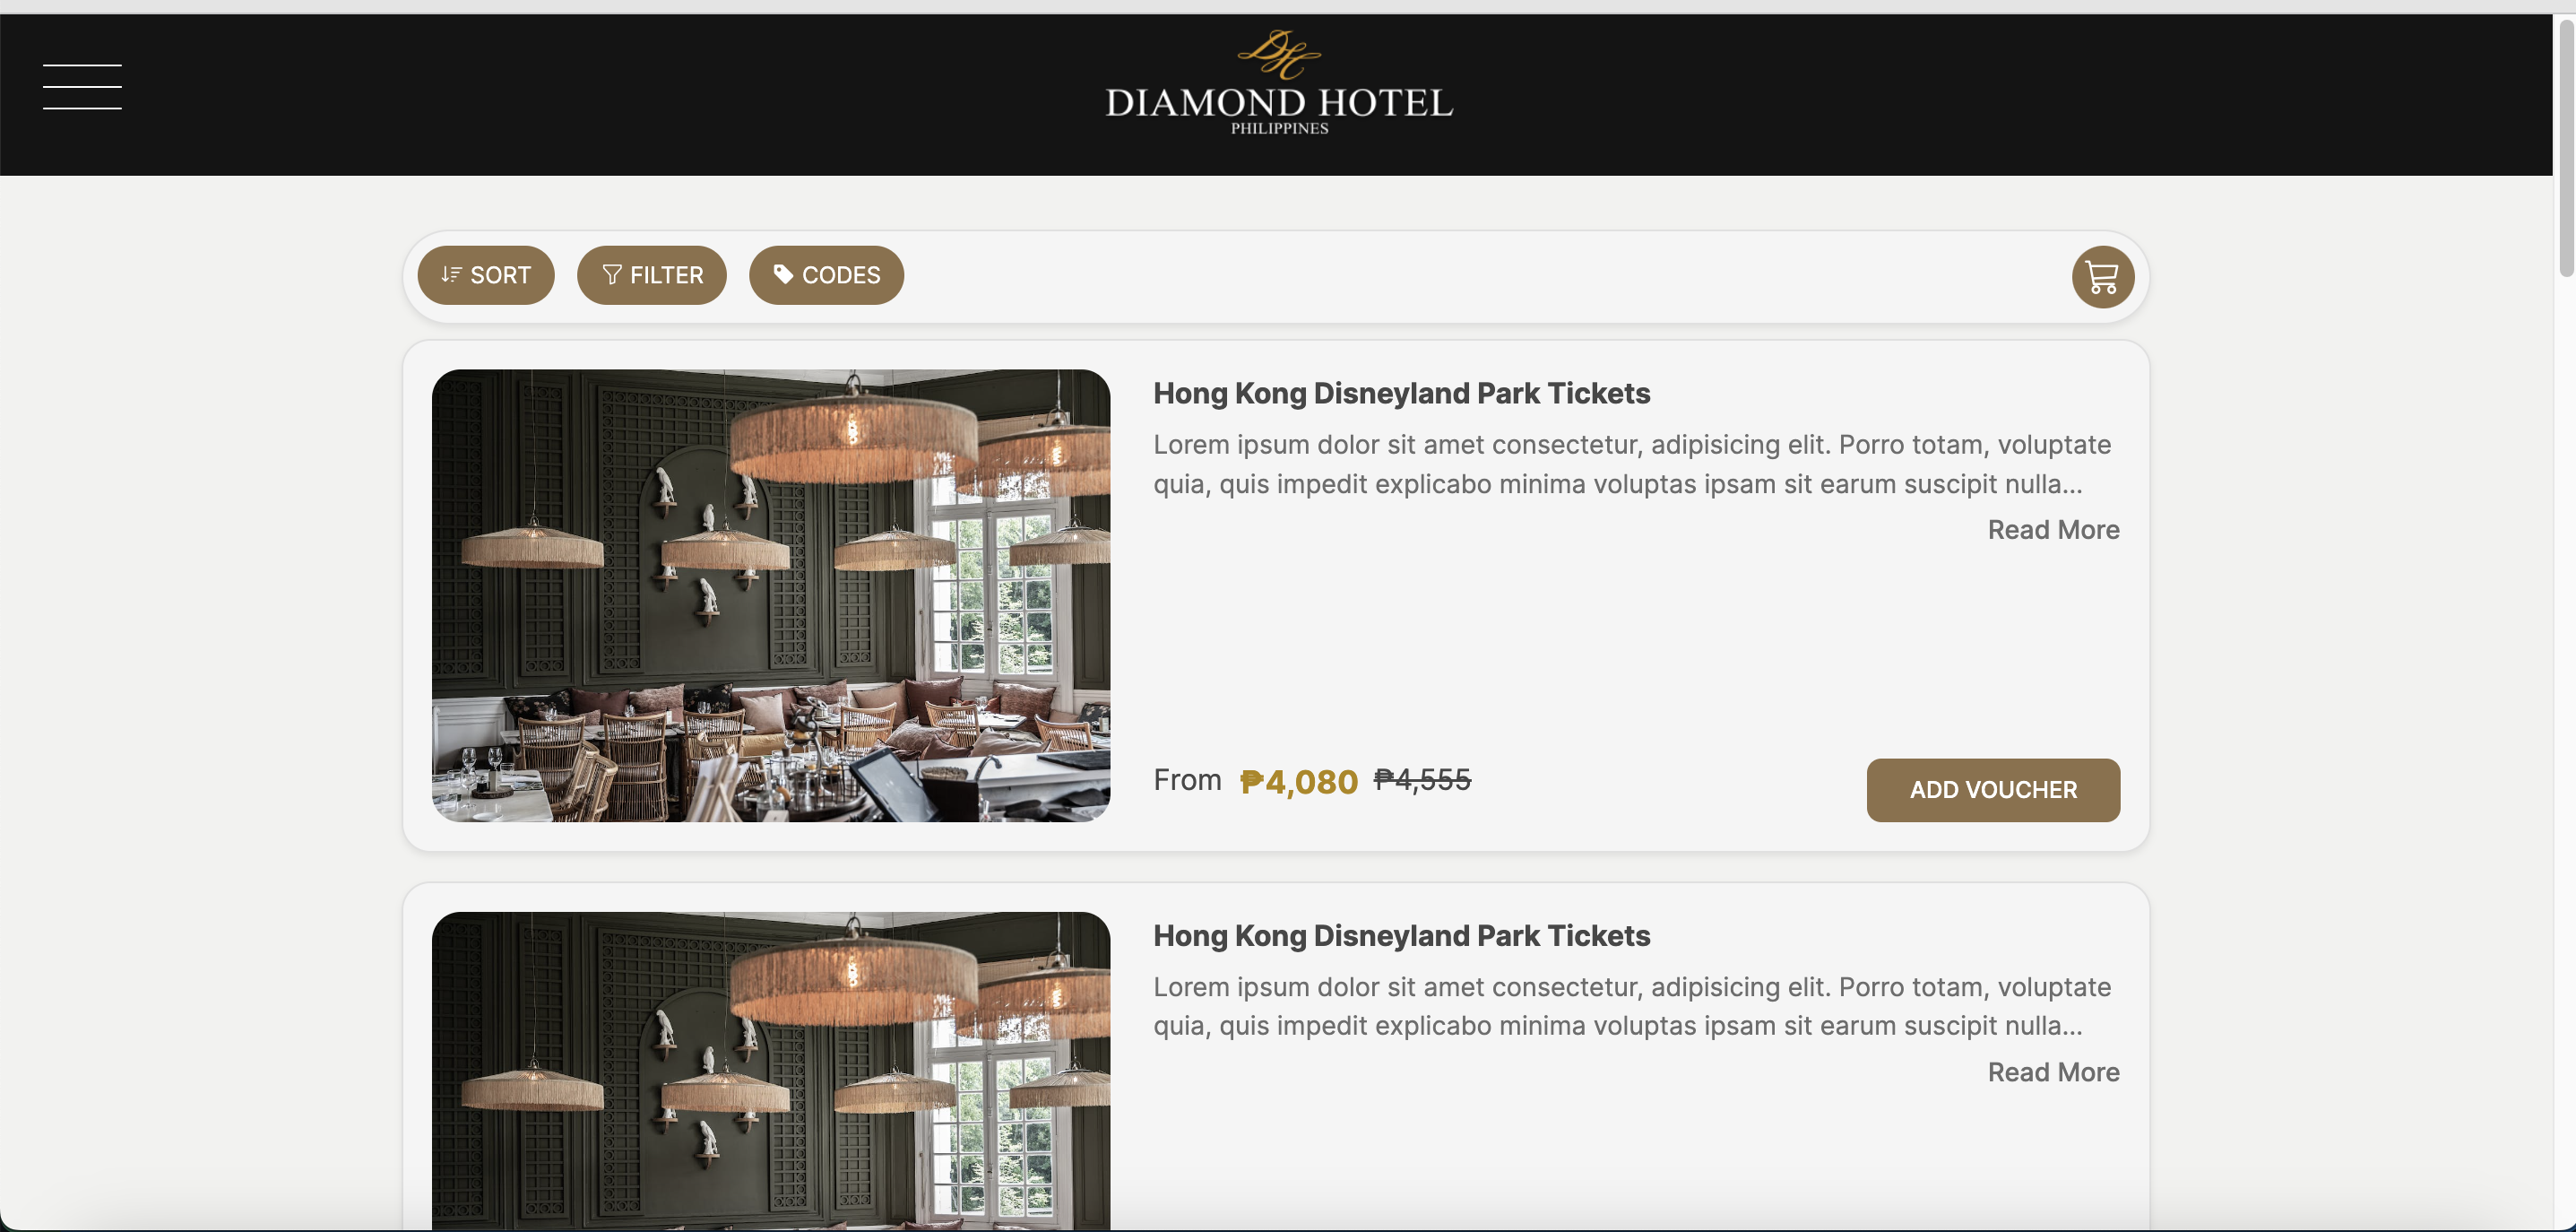 DH
DIAMOND HOTEL
PHILIPPINES
SORT
FILTER
CODES
Hong Kong Disneyland Park Tickets
Lorem ipsum dolor sit amet consectetur, adipisicing elit. Porro totam, voluptate
quia, quis impedit explicabo minima voluptas ipsam sit earum suscipit nulla...
Read More
From ₱4,080 ₱4,555
ADD VOUCHER
Hong Kong Disneyland Park Tickets
Lorem ipsum dolor sit amet consectetur, adipisicing elit. Porro totam, voluptate
quia, quis impedit explicabo minima voluptas ipsam sit earum suscipit nulla...
Read More